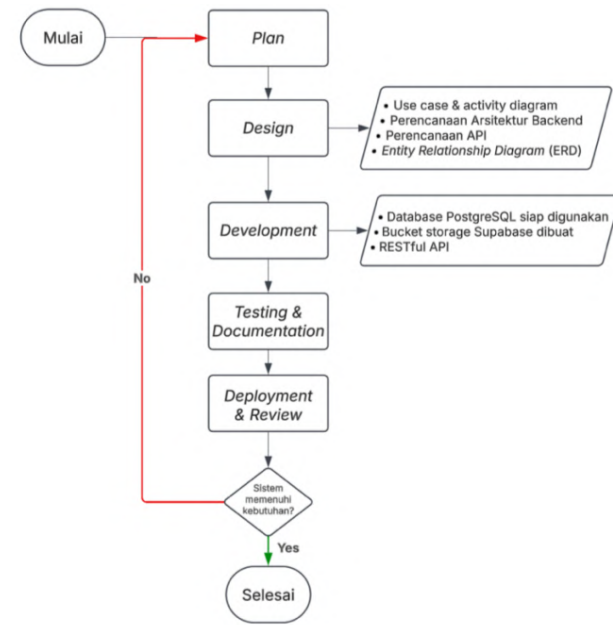 Mulai
Plan
Design
• Use case & activity diagram
• Perencanaan Arsitektur Backend
• Perencanaan API
• Entity Relationship Diagram (ERD)
Development
• Database PostgreSQL siap digunakan
• Bucket storage Supabase dibuat
• RESTful API
No
Testing &
Documentation
Deployment
& Review
Sistem
memenuhi
kebutuhan?
Yes
Selesai